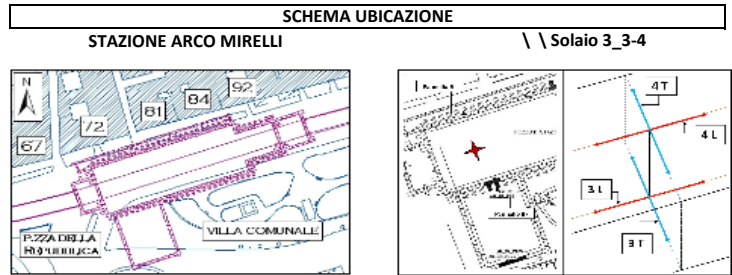 SCHEMA UBICAZIONE
STAZIONE ARCO MIRELLI
\ \ Solaio 3_3-4
N
67
72
81
84
92
P.ZZA DELLA
REPUBBLICA
VILLA COMUNALE
4 T
4 L
3 L
3 T